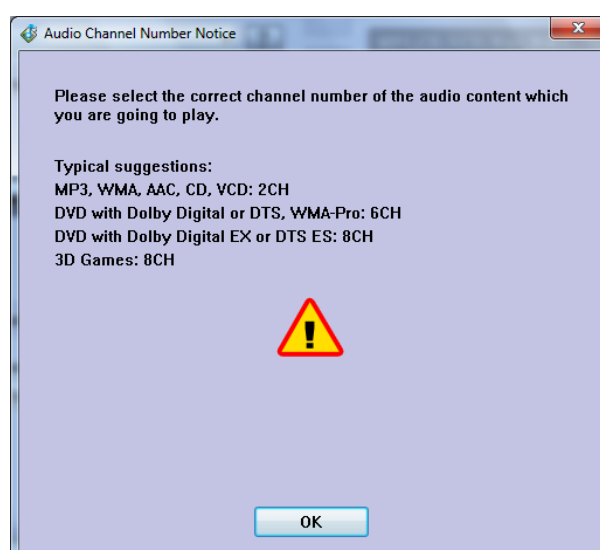 Audio Channel Number Notice
Please select the correct channel number of the audio content which
you are going to play.
Typical suggestions:
MP3, WMA, AAC, CD, VCD: 2CH
DVD with Dolby Digital or DTS, WMA-Pro: 6CH
DVD with Dolby Digital EX or DTS ES: 8CH
3D Games: 8CH
OK